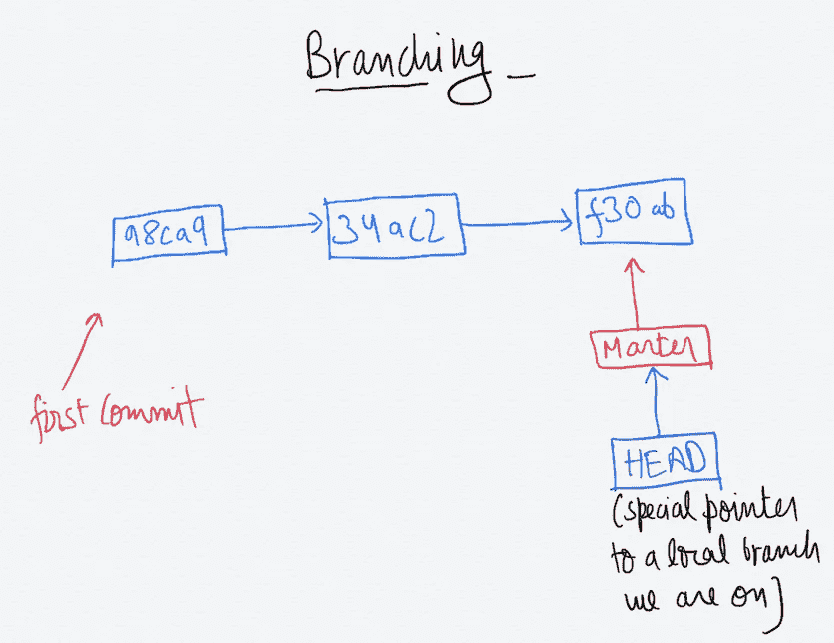 Branching _
98ca9
34ac2
f30ab
Master
first commit
HEAD
(special pointer
to a local branch
we are on)